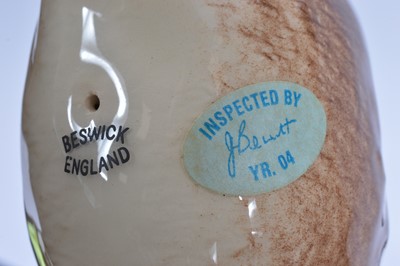 BESWICK
ENGLAND
INSPECTED BY
YR. 04